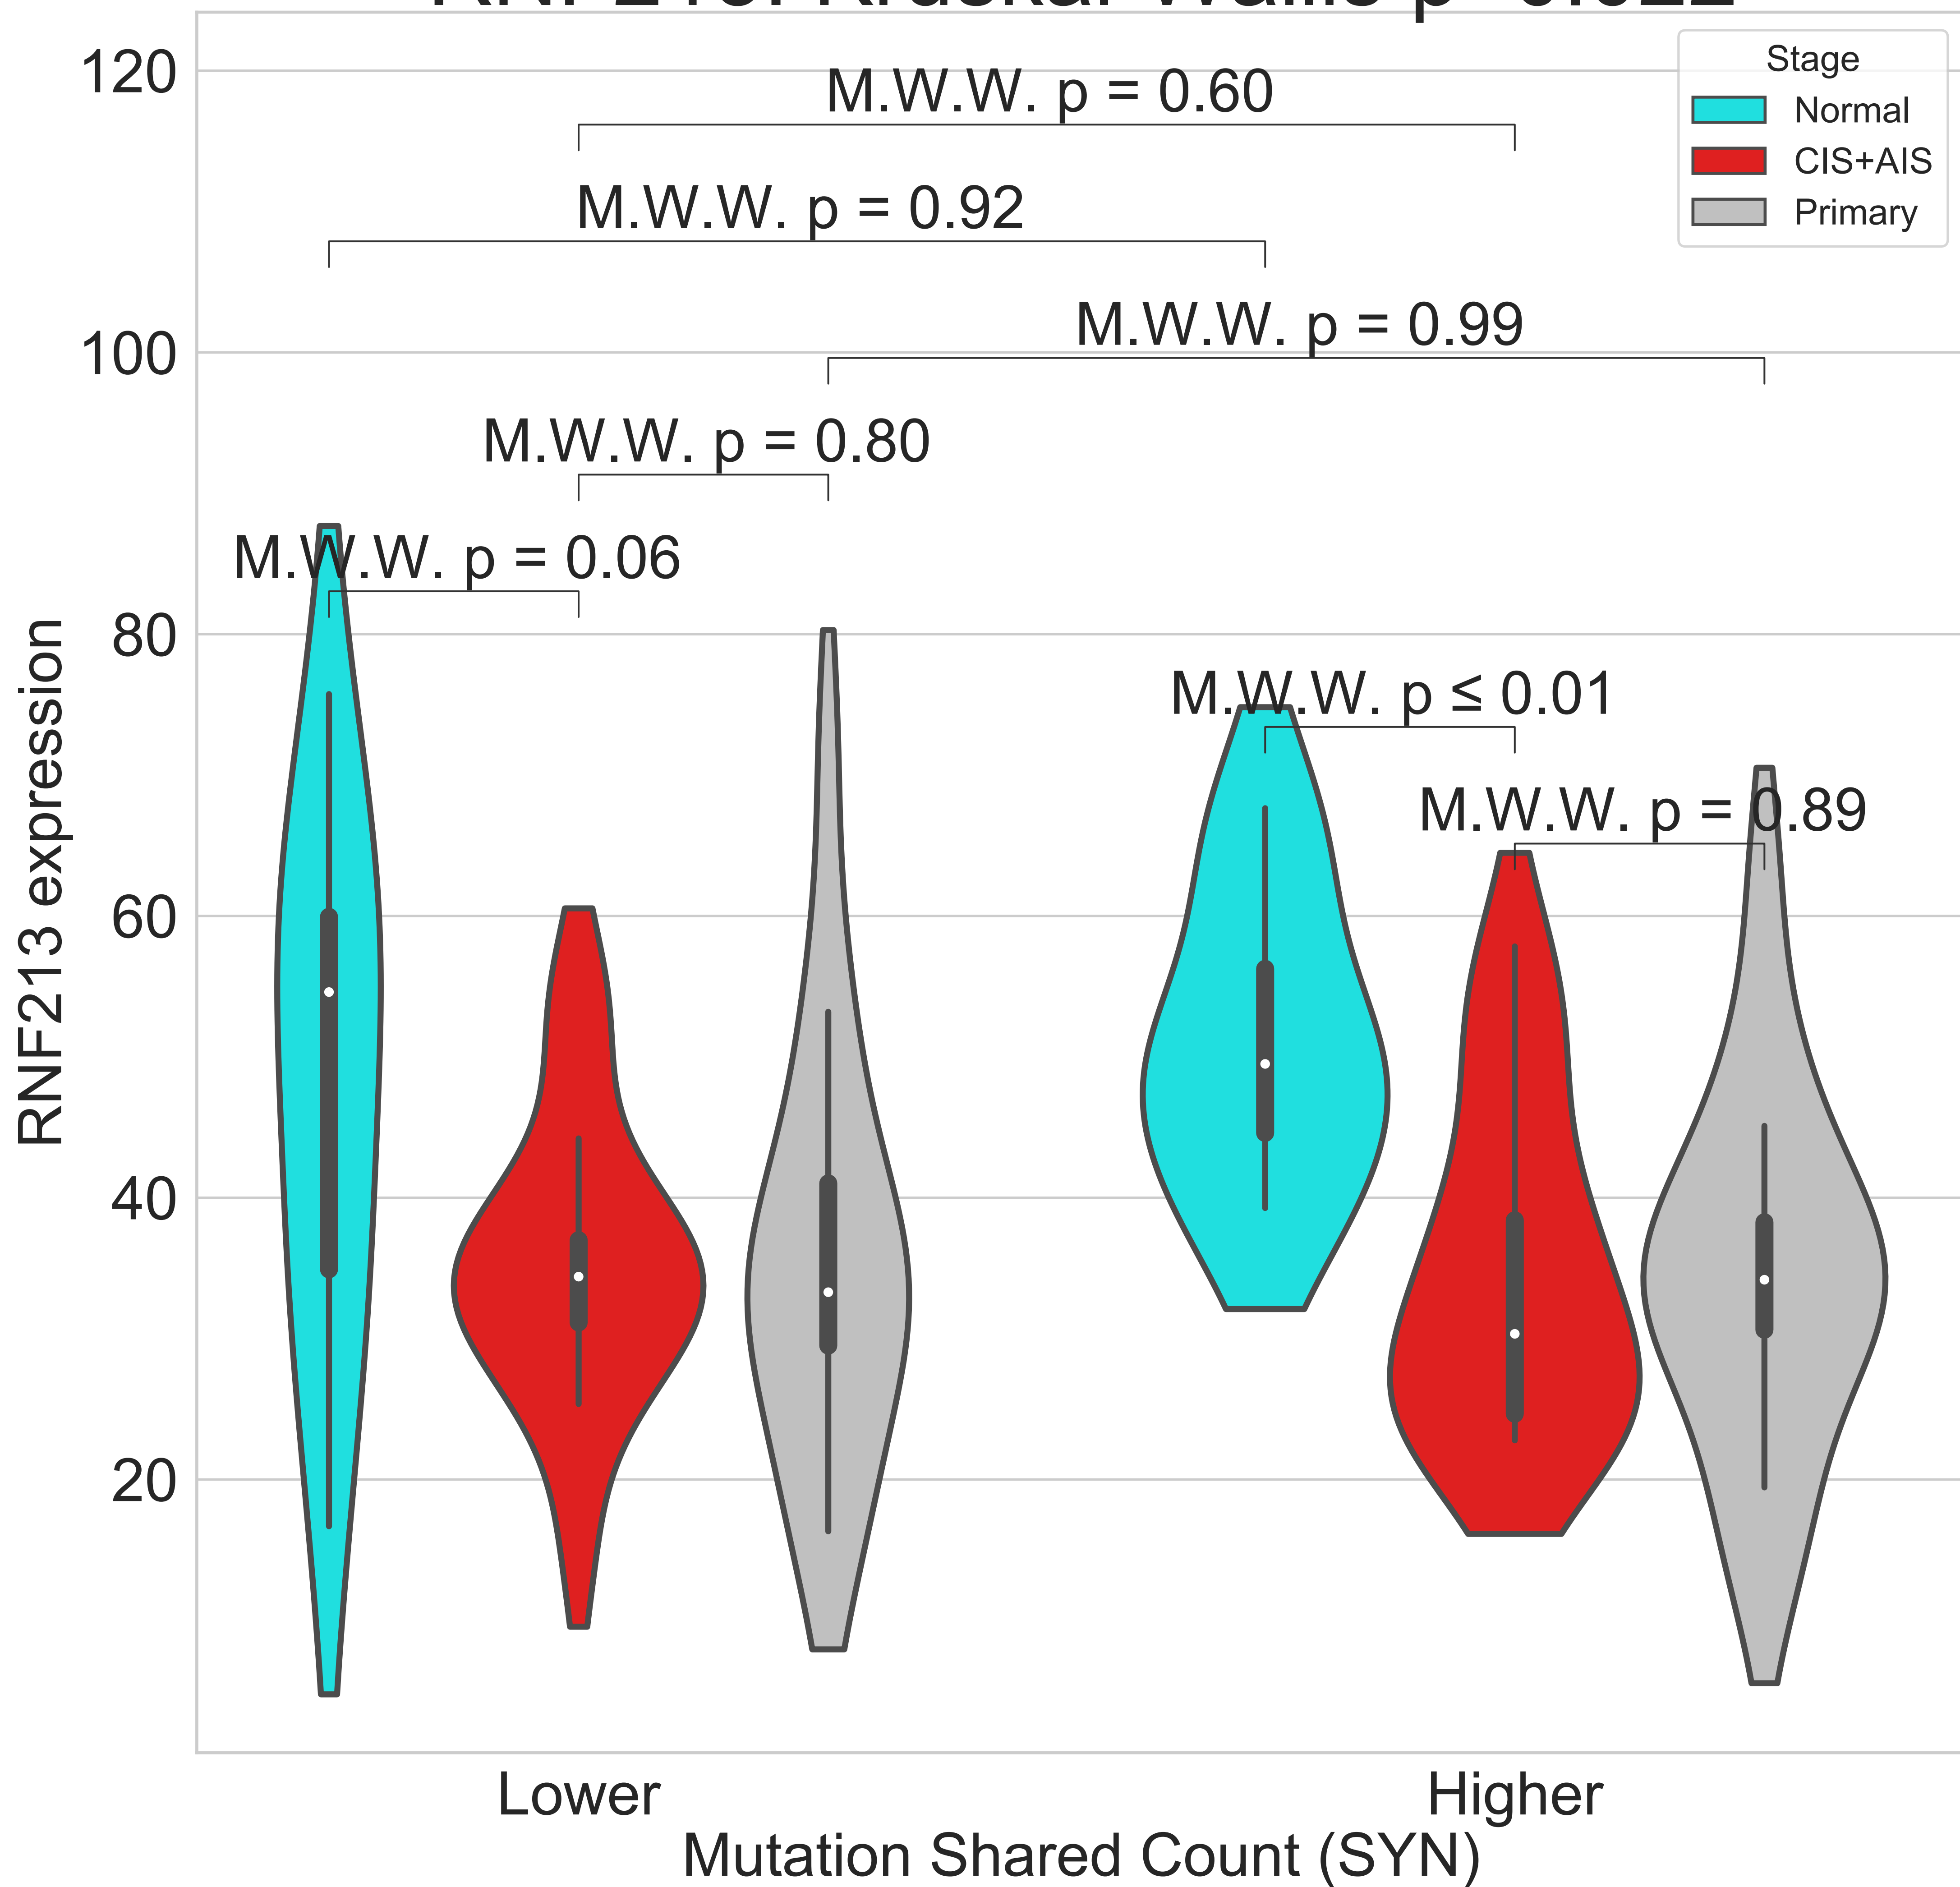 120
100
80
60
40
20
RNF213 expression
M.W.W. p = 0.60
M.W.W. p = 0.92
M.W.W. p = 0.99
M.W.W. p = 0.80
M.W.W. p = 0.06
M.W.W. p ≤ 0.01
M.W.W. p = 0.89
Stage
Normal
CIS+AIS
Primary
Lower
Higher
Mutation Shared Count (SYN)